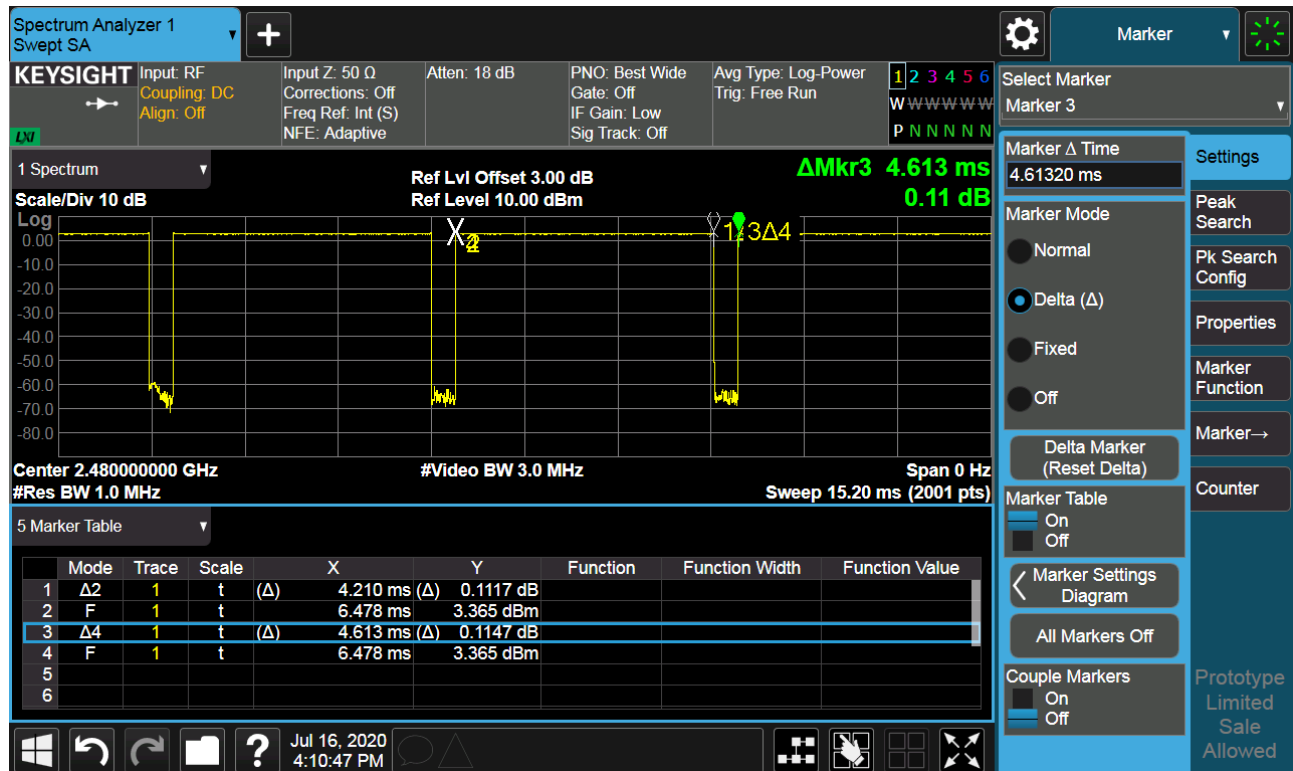 Spectrum Analyzer 1
Swept SA
+
Marker
KEYSIGHT
LXI
Input: RF
Coupling: DC
Align: Off
Input Z: 50 Ω
Corrections: Off
Freq Ref: Int (S)
NFE: Adaptive
Atten: 18 dB
PNO: Best Wide
Gate: Off
IF Gain: Low
Sig Track: Off
Avg Type: Log-Power
Trig: Free Run
1 2 3 4 5 6
W W W W W W
P N N N N N
1 Spectrum
Scale/Div 10 dB
Ref Lvl Offset 3.00 dB
Ref Level 10.00 dBm
ΔMkr3 4.613 ms
0.11 dB
Log
0.00
-10.0
-20.0
-30.0
-40.0
-50.0
-60.0
-70.0
-80.0
3Δ4
Center 2.480000000 GHz
#Res BW 1.0 MHz
#Video BW 3.0 MHz
Span 0 Hz
Sweep 15.20 ms (2001 pts)
5 Marker Table
Mode Trace Scale X Y Function Function Width Function Value
1 Δ2 1 t (Δ) 4.210 ms (Δ) 0.1117 dB
2 F 1 t 6.478 ms 3.365 dBm
3 Δ4 1 t (Δ) 4.613 ms (Δ) 0.1147 dB
4 F 1 t 6.478 ms 3.365 dBm
5
6
?
Jul 16, 2020
4:10:47 PM
Select Marker
Marker 3
Marker Δ Time
4.61320 ms
Marker Mode
Normal
Delta (Δ)
Fixed
Off
Delta Marker
(Reset Delta)
Marker Table
On
Off
Marker Settings
Diagram
All Markers Off
Couple Markers
On
Off
Settings
Peak
Search
Pk Search
Config
Properties
Marker
Function
Marker→
Counter
Prototype
Limited
Sale
Allowed